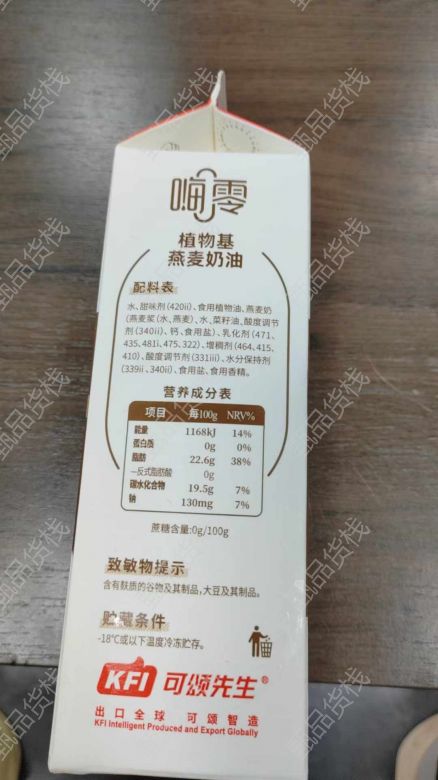 嗨零
植物基
燕麦奶油
配料表
水、甜味剂(420ii)、食用植物油、燕麦奶
(燕麦浆(水、燕麦)、水、菜籽油、酸度调节
剂(340ii)、钙、食用盐)、乳化剂(471、
435、481i、475、322)、增稠剂(464、415、
410)、酸度调节剂(331iii)、水分保持剂
(339ii、340ii)、食用盐、食用香精。
营养成分表
项目 每100g NRV%
能量 1168kJ 14%
蛋白质 0g 0%
脂肪 22.6g 38%
—反式脂肪酸 0g
碳水化合物 19.5g 7%
钠 130mg 7%
蔗糖含量:0g/100g
致敏物提示
含有麸质的谷物及其制品,大豆及其制品。
贮藏条件
-18℃或以下温度冷冻贮存。
KFI 可颂先生®
出口全球 可颂智造
KFI Intelligent Produced and Export Globally
甄品货栈